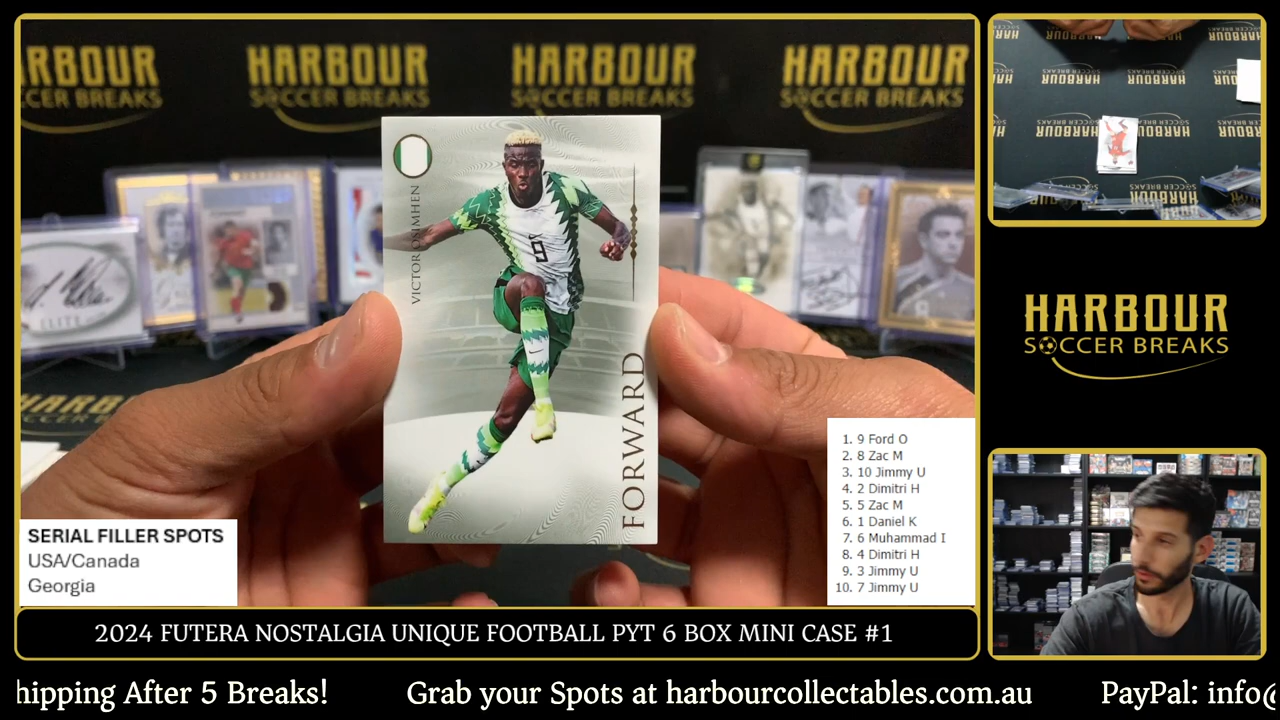 RBOUR
CCER BREAKS
HARBOUR
SOCCER BREAKS
HARBOUR
SOCCER BREAKS
HARBOUR
SOCCER BREAKS
VICTOR OSIMHEN
9
FORWARD
ELITE
HARBOUR
SOCCER BREAKS
SERIAL FILLER SPOTS
USA/Canada
Georgia
1. 9 Ford O
2. 8 Zac M
3. 10 Jimmy U
4. 2 Dimitri H
5. 5 Zac M
6. 1 Daniel K
7. 6 Muhammad I
8. 4 Dimitri H
9. 3 Jimmy U
10. 7 Jimmy U
2024 FUTERA NOSTALGIA UNIQUE FOOTBALL PYT 6 BOX MINI CASE #1
hipping After 5 Breaks! Grab your Spots at harbourcollectables.com.au PayPal: info@